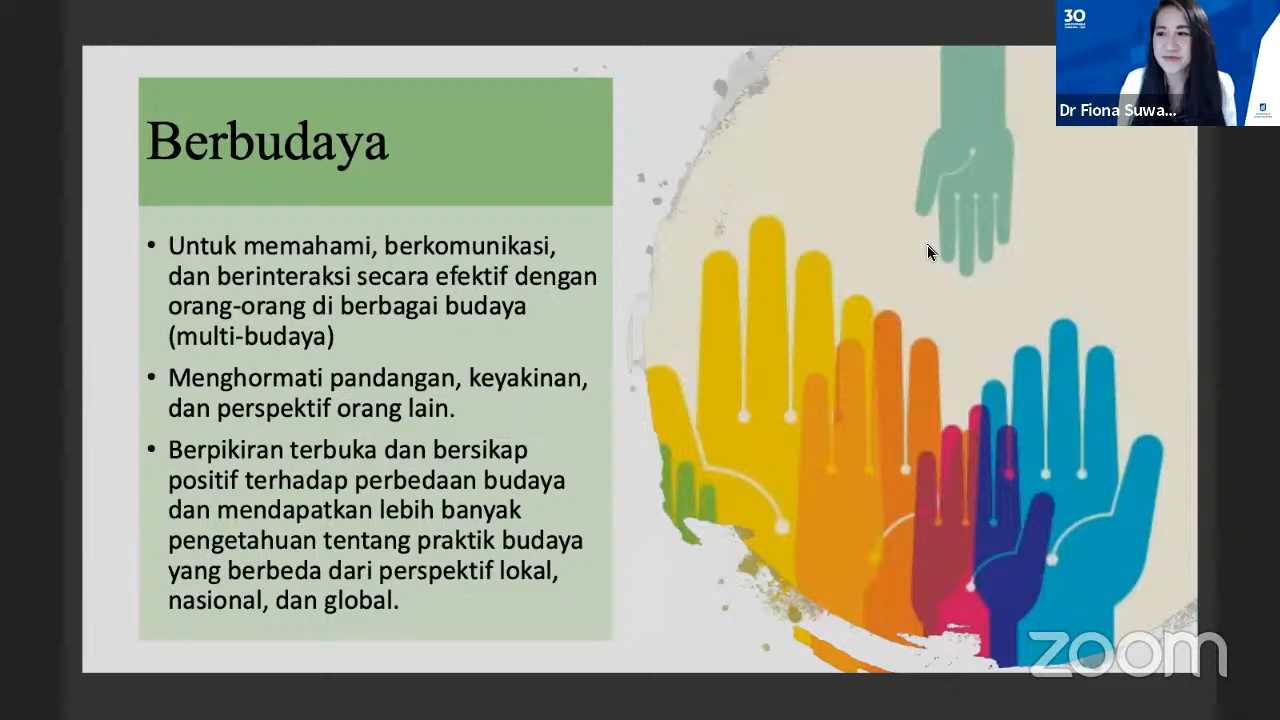 30
Dr Fiona Suwa...
Berbudaya
• Untuk memahami, berkomunikasi,
dan berinteraksi secara efektif dengan
orang-orang di berbagai budaya
(multi-budaya)
• Menghormati pandangan, keyakinan,
dan perspektif orang lain.
• Berpikiran terbuka dan bersikap
positif terhadap perbedaan budaya
dan mendapatkan lebih banyak
pengetahuan tentang praktik budaya
yang berbeda dari perspektif lokal,
nasional, dan global.
zoom